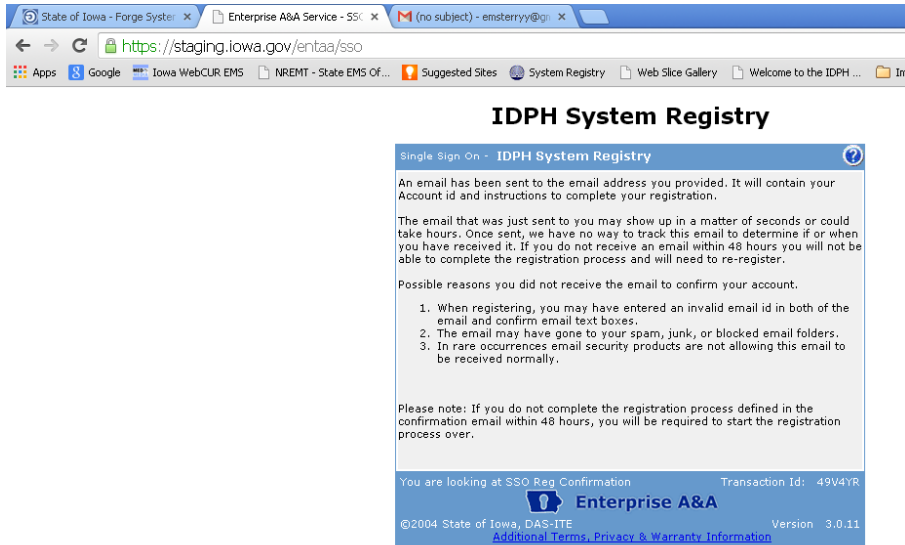 State of Iowa - Forge System
Enterprise A&A Service - SSO
(no subject) - emsterryy@gm
https://staging.iowa.gov/entaa/sso
Apps Google Iowa WebCUR EMS NREMT - State EMS Of... Suggested Sites System Registry Web Slice Gallery Welcome to the IDPH ...
IDPH System Registry
Single Sign On - IDPH System Registry
An email has been sent to the email address you provided. It will contain your
Account id and instructions to complete your registration.
The email that was just sent to you may show up in a matter of seconds or could
take hours. Once sent, we have no way to track this email to determine if or when
you have received it. If you do not receive an email within 48 hours you will not be
able to complete the registration process and will need to re-register.
Possible reasons you did not receive the email to confirm your account.
1. When registering, you may have entered an invalid email id in both of the
email and confirm email text boxes.
2. The email may have gone to your spam, junk, or blocked email folders.
3. In rare occurrences email security products are not allowing this email to
be received normally.
Please note: If you do not complete the registration process defined in the
confirmation email within 48 hours, you will be required to start the registration
process over.
You are looking at SSO Reg Confirmation Transaction Id: 49V4YR
Enterprise A&A
©2004 State of Iowa, DAS-ITE Version 3.0.11
Additional Terms, Privacy & Warranty Information